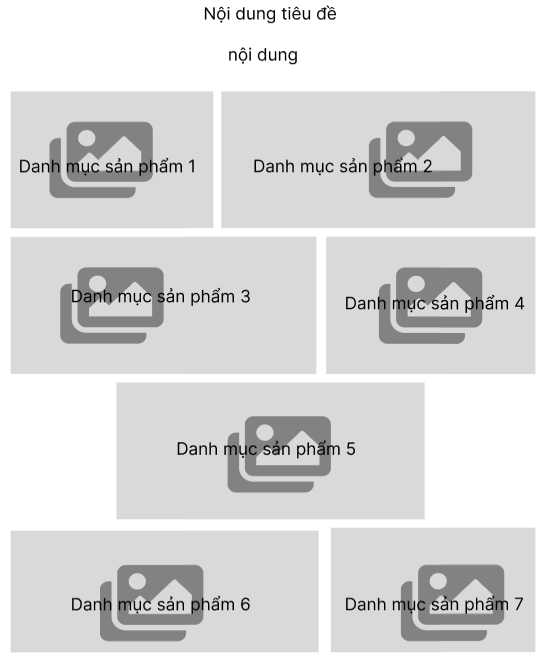 Nội dung tiêu đề
nội dung
Danh mục sản phẩm 1
Danh mục sản phẩm 2
Danh mục sản phẩm 3
Danh mục sản phẩm 4
Danh mục sản phẩm 5
Danh mục sản phẩm 6
Danh mục sản phẩm 7